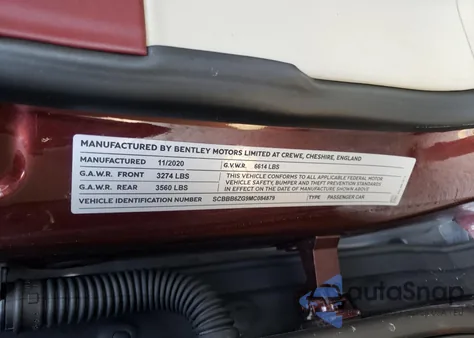 MANUFACTURED BY BENTLEY MOTORS LIMITED AT CREWE, CHESHIRE, ENGLAND
MANUFACTURED 11/2020 G.V.W.R. 6614 LBS
G.A.W.R. FRONT 3274 LBS THIS VEHICLE CONFORMS TO ALL APPLICABLE FEDERAL MOTOR
VEHICLE SAFETY, BUMPER AND THEFT PREVENTION STANDARDS
G.A.W.R. REAR 3560 LBS IN EFFECT ON THE DATE OF MANUFACTURE SHOWN ABOVE
VEHICLE IDENTIFICATION NUMBER SCBBB6ZG9MC084879 TYPE PASSENGER CAR
autoSnap